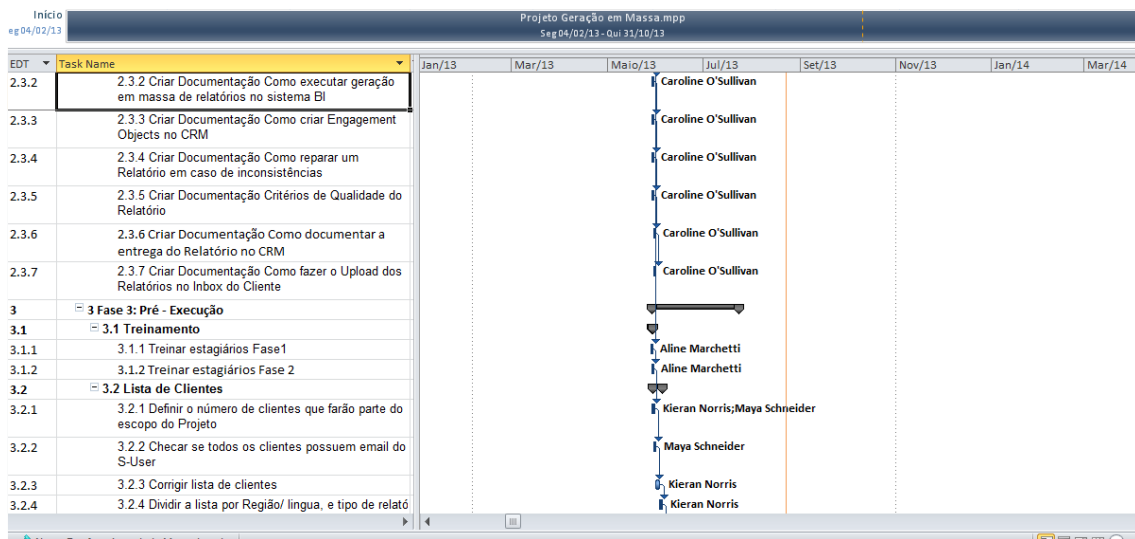 Início
eg 04/02/13
Projeto Geração em Massa.mpp
Seg 04/02/13 - Qui 31/10/13
EDT Task Name
Jan/13 Mar/13 Maio/13 Jul/13 Set/13 Nov/13 Jan/14 Mar/14
2.3.2 2.3.2 Criar Documentação Como executar geração
em massa de relatórios no sistema BI
Caroline O'Sullivan
2.3.3 2.3.3 Criar Documentação Como criar Engagement
Objects no CRM
Caroline O'Sullivan
2.3.4 2.3.4 Criar Documentação Como reparar um
Relatório em caso de inconsistências
Caroline O'Sullivan
2.3.5 2.3.5 Criar Documentação Critérios de Qualidade do
Relatório
Caroline O'Sullivan
2.3.6 2.3.6 Criar Documentação Como documentar a
entrega do Relatório no CRM
Caroline O'Sullivan
2.3.7 2.3.7 Criar Documentação Como fazer o Upload dos
Relatórios no Inbox do Cliente
Caroline O'Sullivan
3 3 Fase 3: Pré - Execução
3.1 3.1 Treinamento
3.1.1 3.1.1 Treinar estagiários Fase1
Aline Marchetti
3.1.2 3.1.2 Treinar estagiários Fase 2
Aline Marchetti
3.2 3.2 Lista de Clientes
3.2.1 3.2.1 Definir o número de clientes que farão parte do
escopo do Projeto
Kieran Norris;Maya Schneider
3.2.2 3.2.2 Checar se todos os clientes possuem email do
S-User
Maya Schneider
3.2.3 3.2.3 Corrigir lista de clientes
Kieran Norris
3.2.4 3.2.4 Dividir a lista por Região/ lingua, e tipo de relató
Kieran Norris